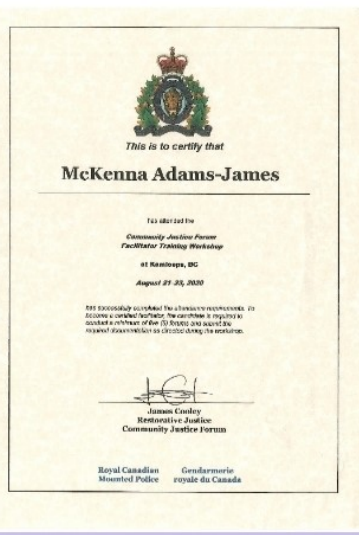 This is to certify that
McKenna Adams-James
has attended the
Community Justice Forum
Facilitator Training Workshop
at Kamloops, BC
August 21-23, 2020
has successfully completed the attendance requirements. To
become a certified facilitator, the candidate is required to
conduct a minimum of five (5) forums and submit the
required documentation as directed during the workshop.
James Cooley
Restorative Justice
Community Justice Forum
Royal Canadian Gendarmerie
Mounted Police royale du Canada